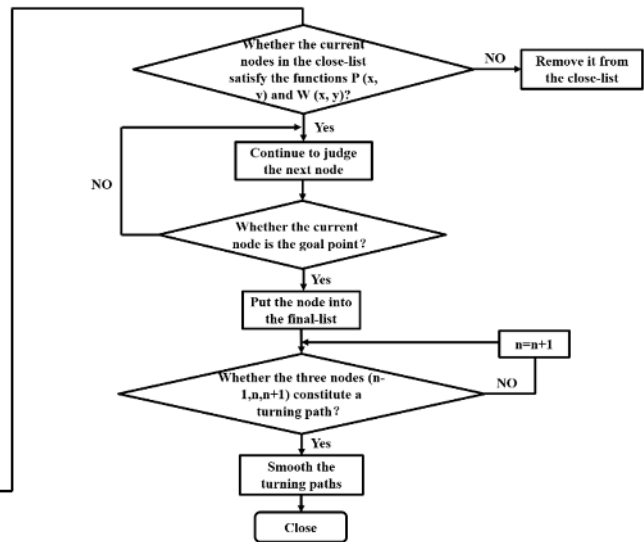 Whether the current
nodes in the close-list
satisfy the functions P (x,
y) and W (x, y)?
NO
Remove it from
the close-list
Yes
Continue to judge
the next node
NO
Whether the current
node is the goal point?
Yes
Put the node into
the final-list
n=n+1
Whether the three nodes (n-
1,n,n+1) constitute a
turning path?
NO
Yes
Smooth the
turning paths
Close